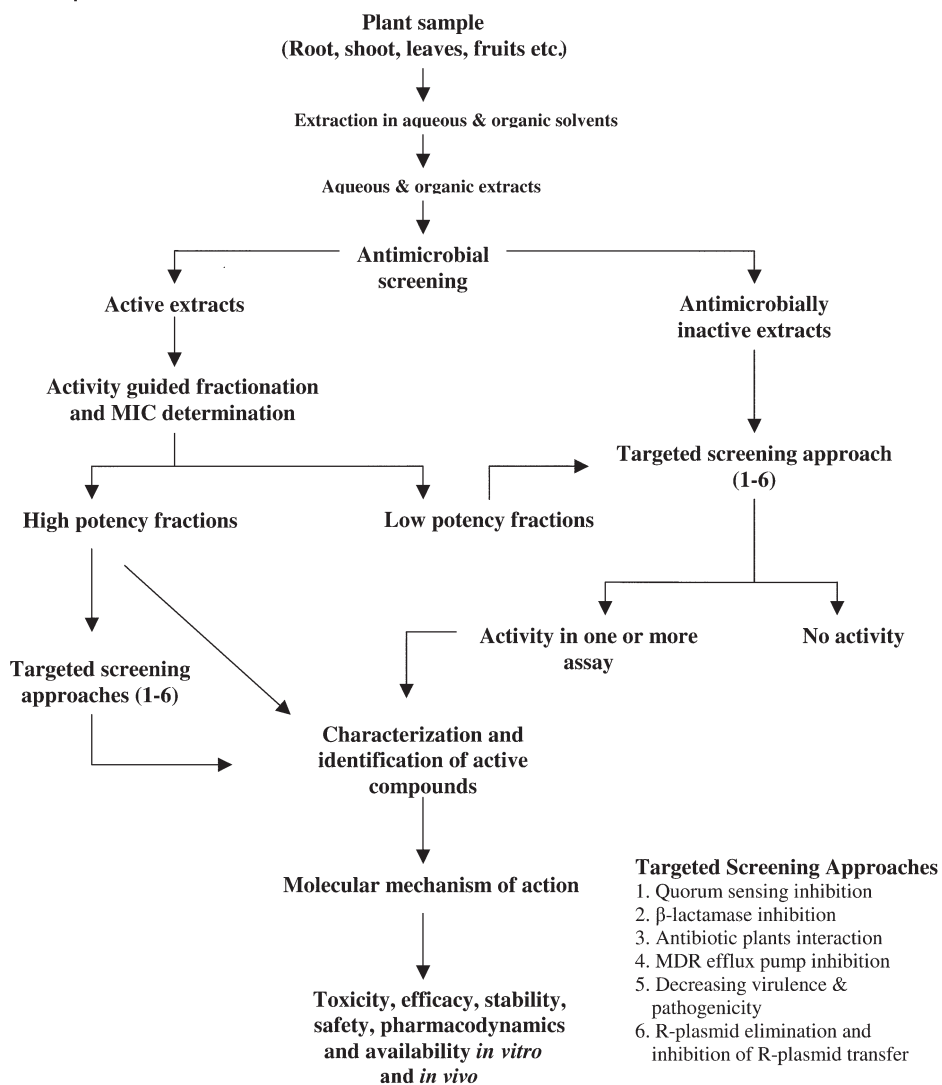 Plant sample
(Root, shoot, leaves, fruits etc.)
Extraction in aqueous & organic solvents
Aqueous & organic extracts
Antimicrobial
screening
Active extracts
Antimicrobially
inactive extracts
Activity guided fractionation
and MIC determination
Targeted screening approach
(1-6)
High potency fractions
Low potency fractions
Activity in one or more
assay
No activity
Targeted screening
approaches (1-6)
Characterization and
identification of active
compounds
Molecular mechanism of action
Toxicity, efficacy, stability,
safety, pharmacodynamics
and availability in vitro
and in vivo
Targeted Screening Approaches
1. Quorum sensing inhibition
2. β-lactamase inhibition
3. Antibiotic plants interaction
4. MDR efflux pump inhibition
5. Decreasing virulence &
pathogenicity
6. R-plasmid elimination and
inhibition of R-plasmid transfer